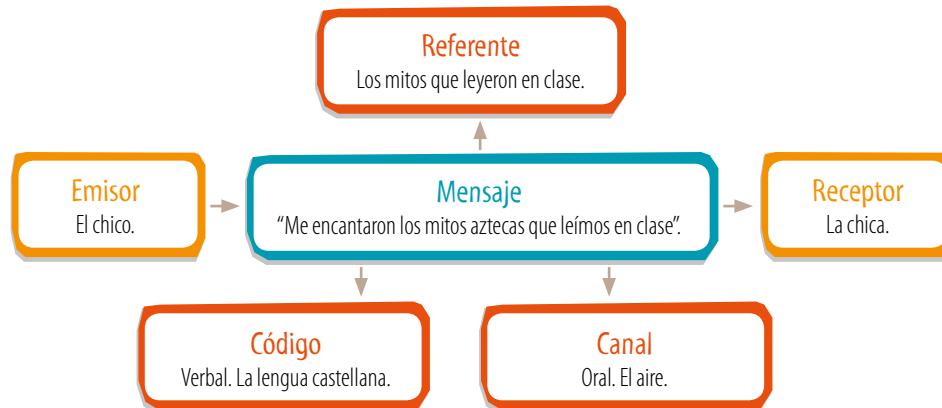 Referente
Los mitos que leyeron en clase.
Emisor
El chico.
Mensaje
“Me encantaron los mitos aztecas que leímos en clase”.
Receptor
La chica.
Código
Verbal. La lengua castellana.
Canal
Oral. El aire.